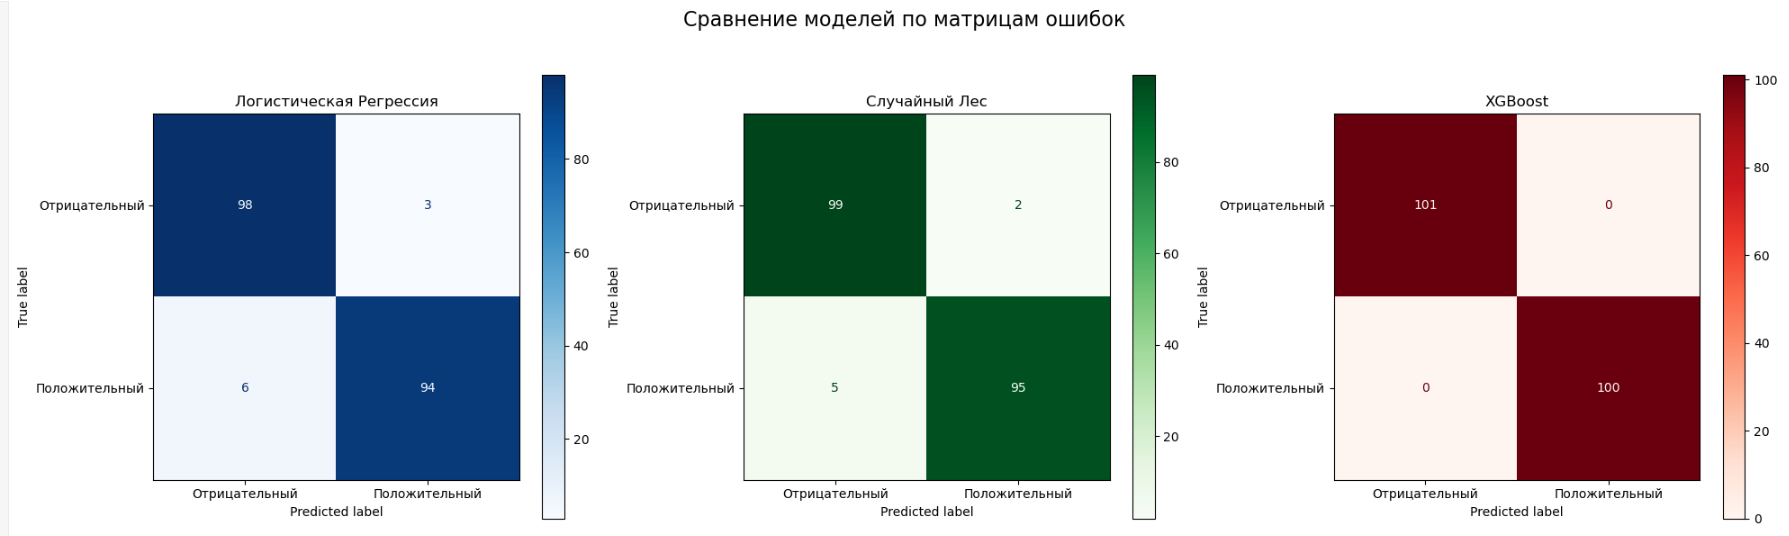 Сравнение моделей по матрицам ошибок
Логистическая Регрессия
True label
Отрицательный
Положительный
98
3
6
94
Отрицательный
Положительный
Predicted label
80
60
40
20
Случайный Лес
True label
Отрицательный
Положительный
99
2
5
95
Отрицательный
Положительный
Predicted label
80
60
40
20
XGBoost
True label
Отрицательный
Положительный
101
0
0
100
Отрицательный
Положительный
Predicted label
100
80
60
40
20
0